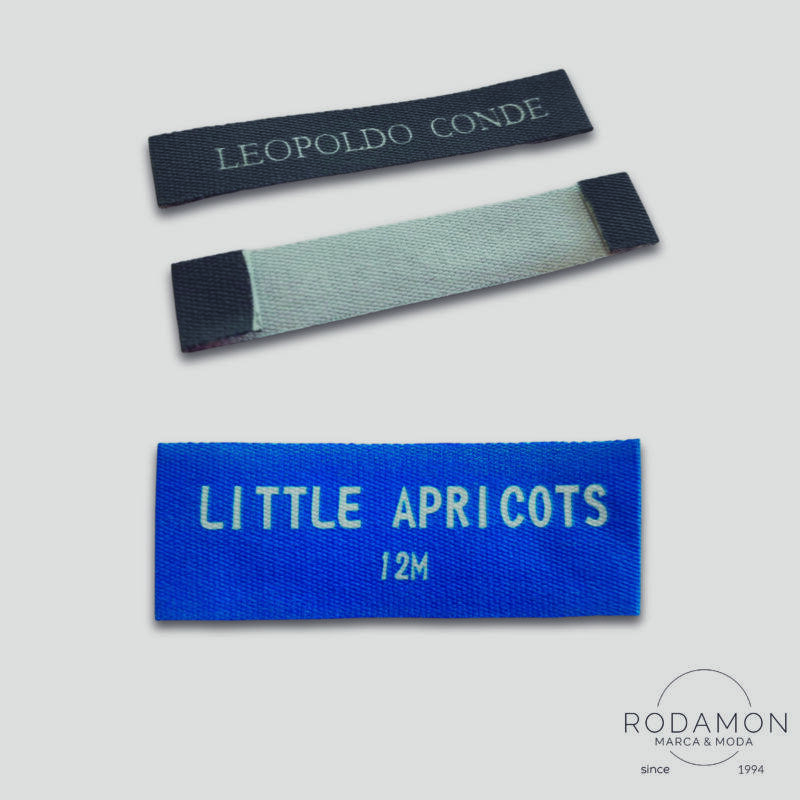 LEOPOLDO CONDE
LITTLE APRICOTS
12M
RODAMON
MARCA & MODA
since 1994